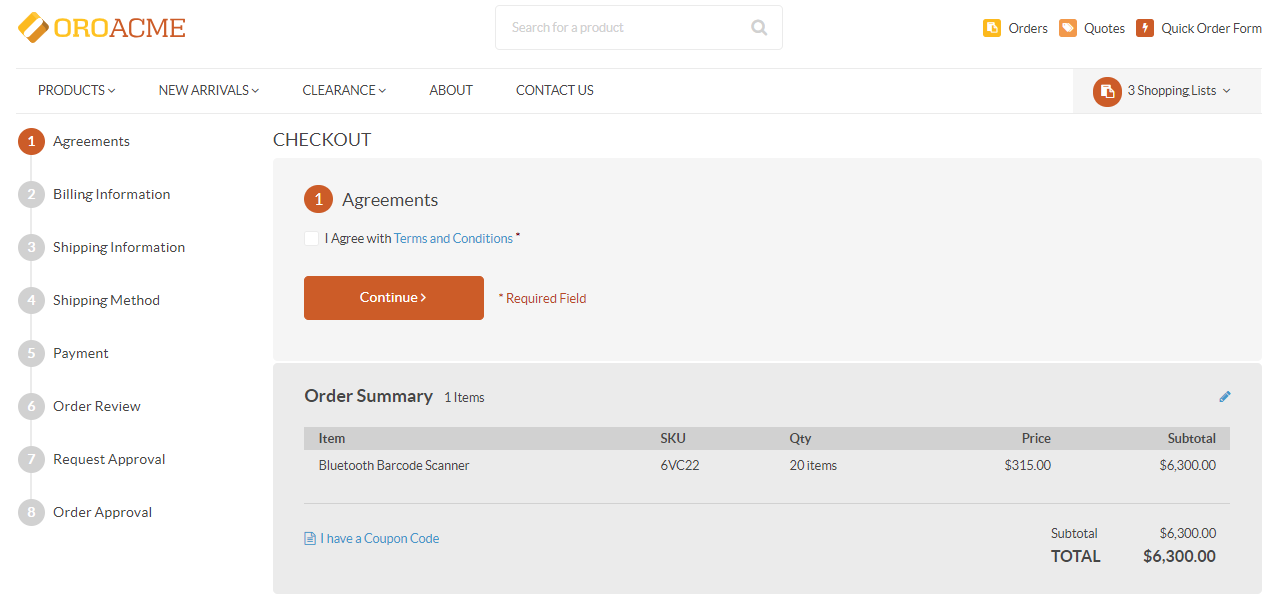 OROACME
Search for a product
Orders Quotes Quick Order Form
PRODUCTS NEW ARRIVALS CLEARANCE ABOUT CONTACT US 3 Shopping Lists
1 Agreements
2 Billing Information
3 Shipping Information
4 Shipping Method
5 Payment
6 Order Review
7 Request Approval
8 Order Approval
CHECKOUT
1 Agreements
I Agree with Terms and Conditions *
Continue * Required Field
Order Summary 1 Items
Item SKU Qty Price Subtotal
Bluetooth Barcode Scanner 6VC22 20 items $315.00 $6,300.00
I have a Coupon Code
Subtotal $6,300.00
TOTAL $6,300.00